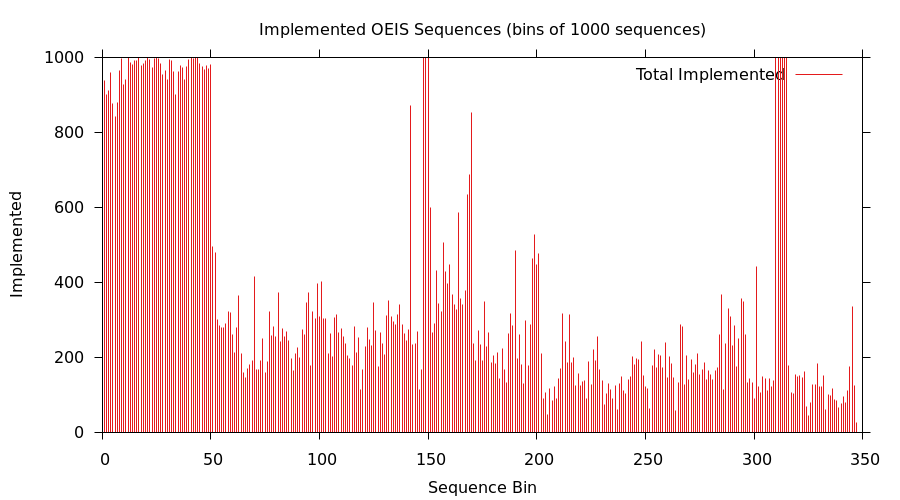 Implemented OEIS Sequences (bins of 1000 sequences)
Total Implemented
1000
800
600
400
200
0
Implemented
0 50 100 150 200 250 300 350
Sequence Bin